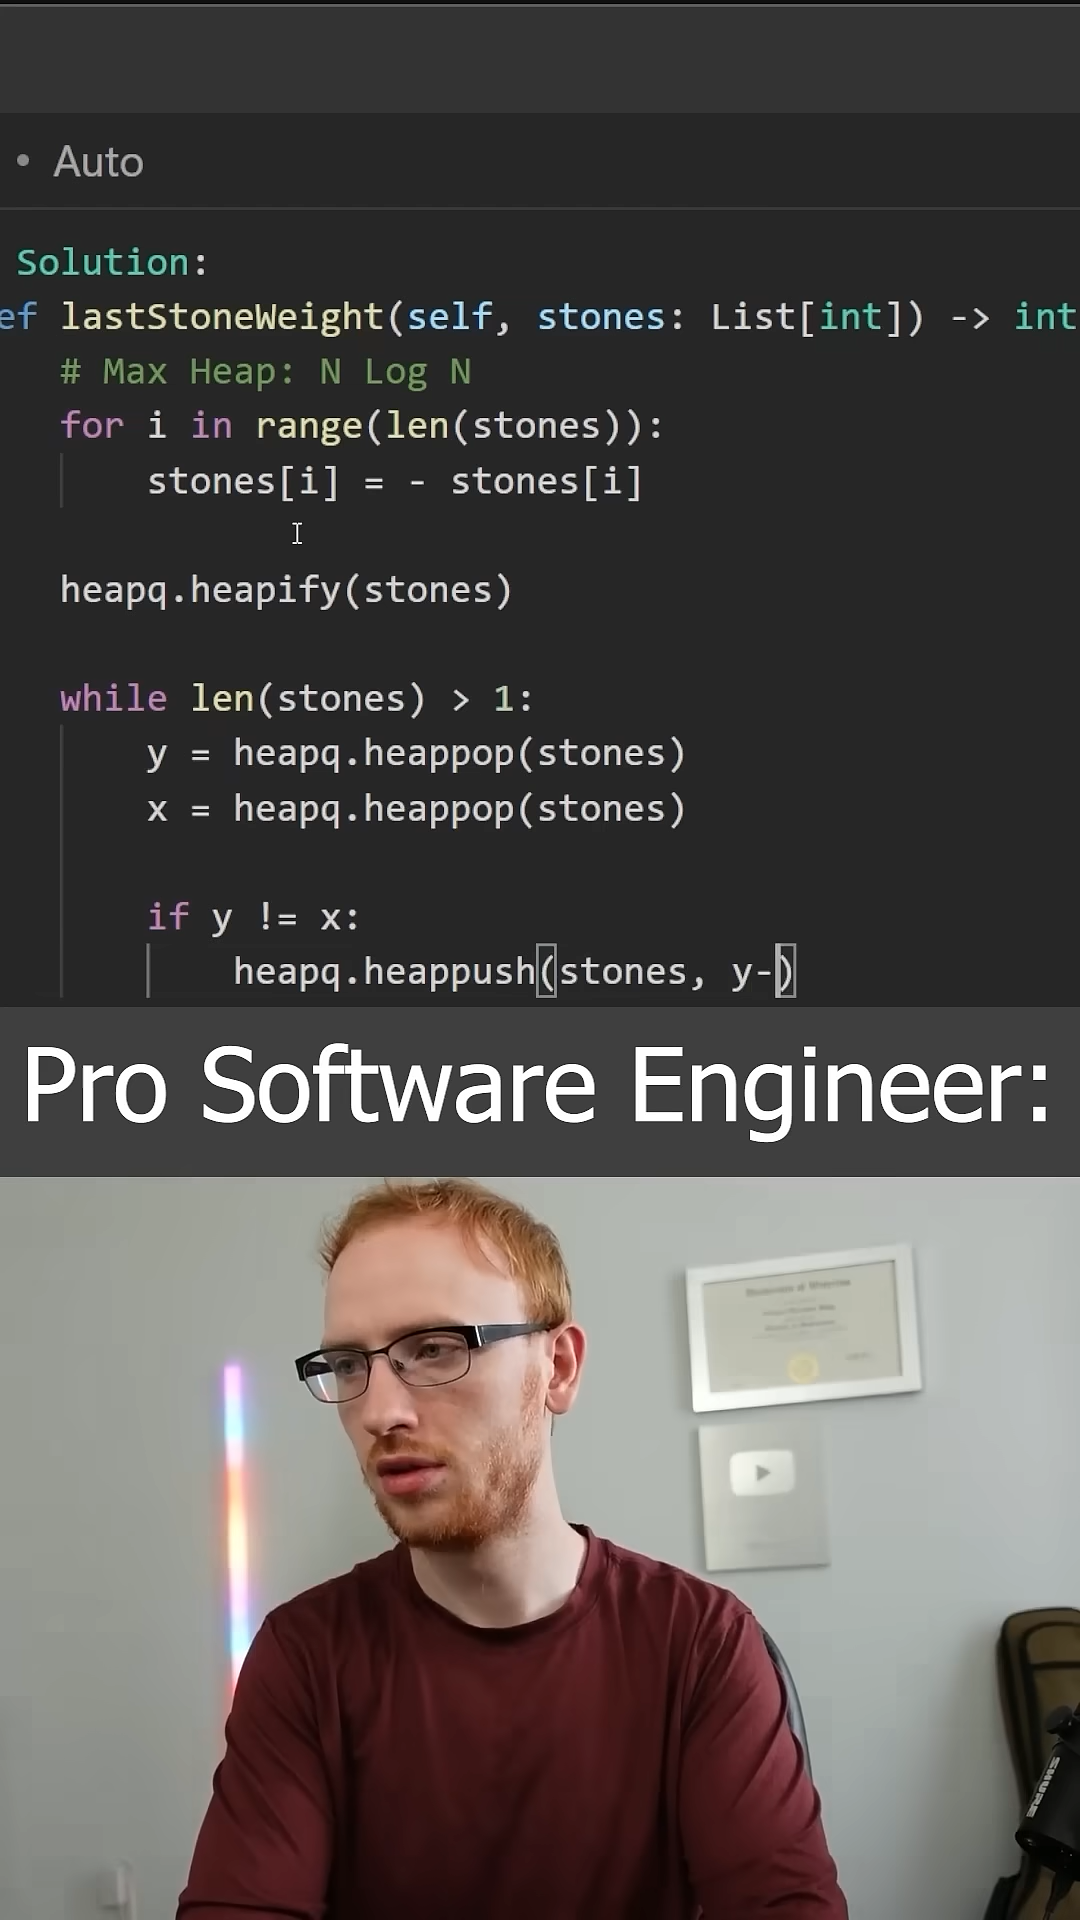 • Auto
Solution:
ef lastStoneWeight(self, stones: List[int]) -> int
# Max Heap: N Log N
for i in range(len(stones)):
stones[i] = - stones[i]
heapq.heapify(stones)
while len(stones) > 1:
y = heapq.heappop(stones)
x = heapq.heappop(stones)
if y != x:
heapq.heappush(stones, y-)
Pro Software Engineer:
SHURE